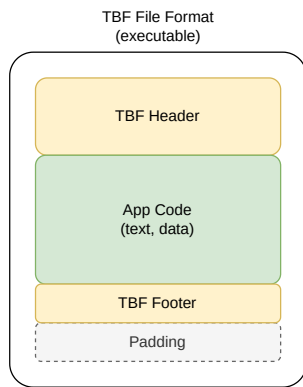 TBF File Format
(executable)
TBF Header
App Code
(text, data)
TBF Footer
Padding